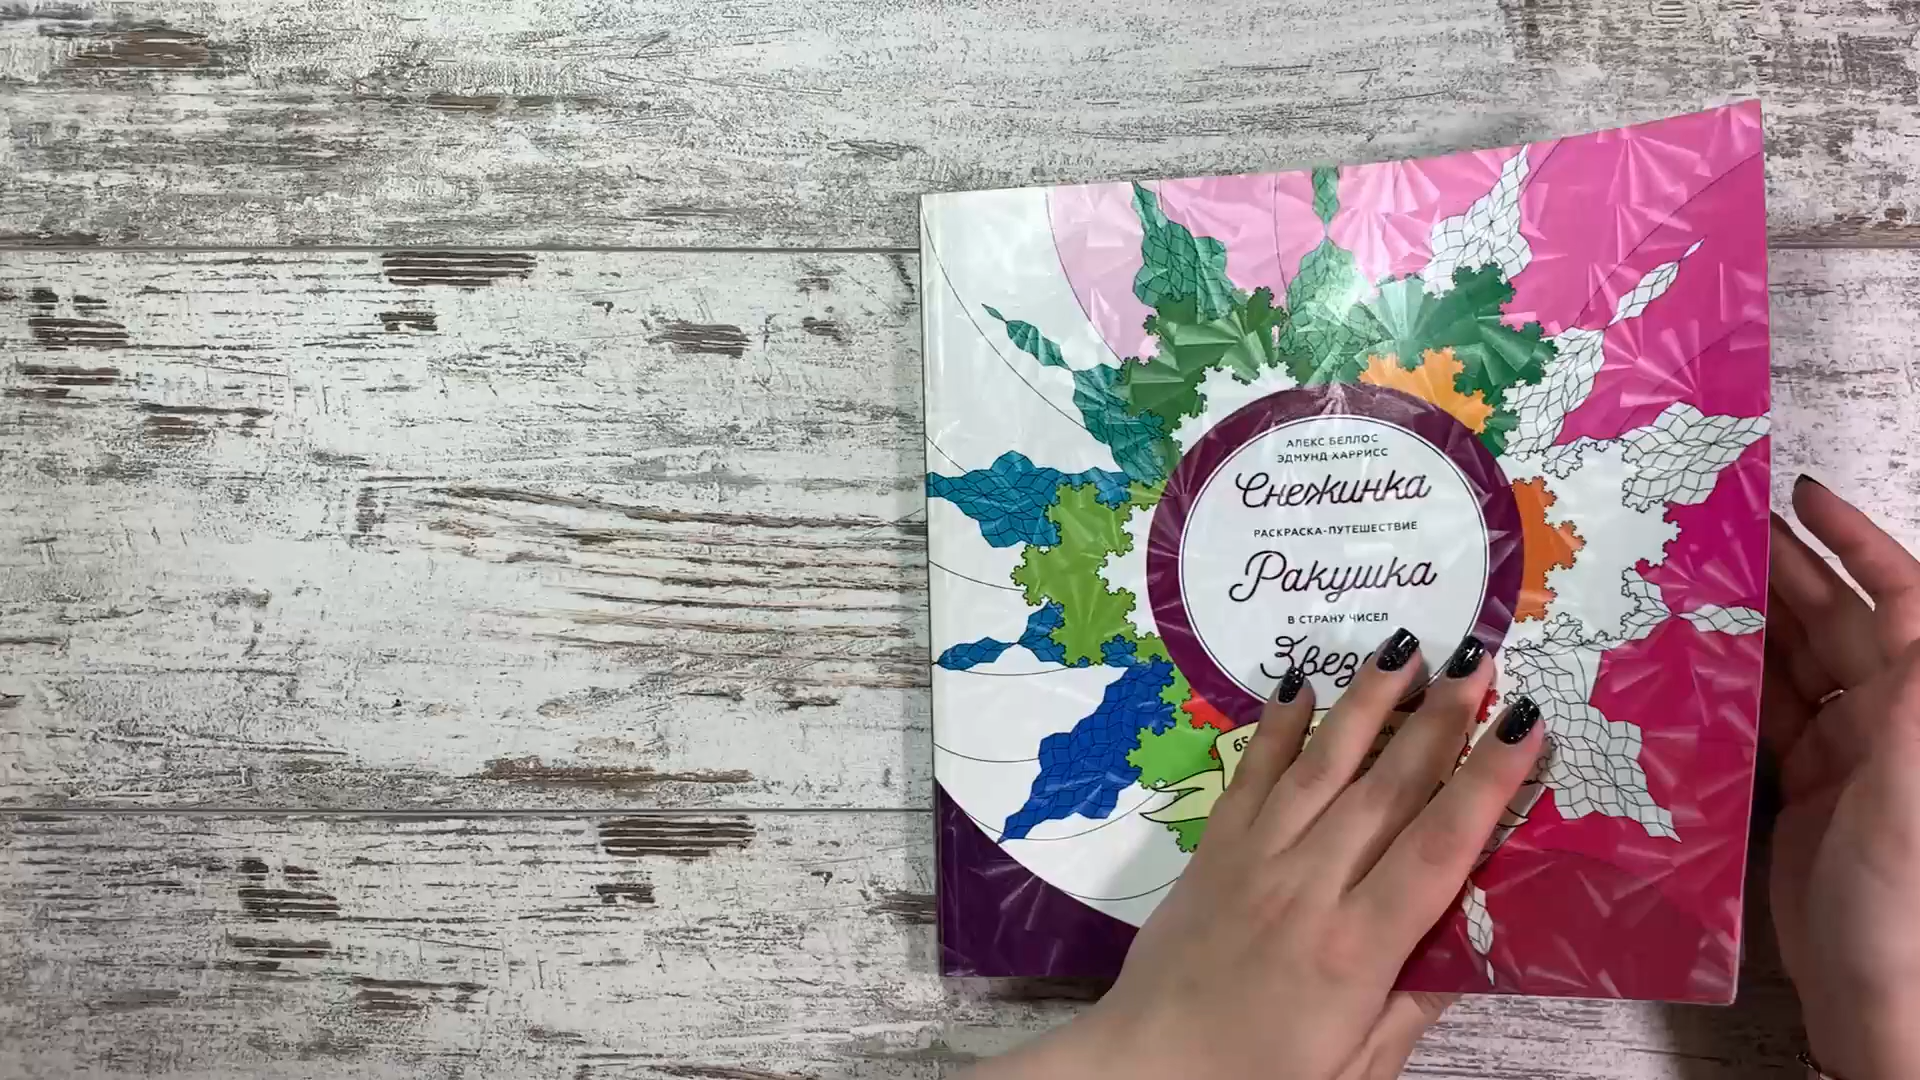 АЛЕКС БЕЛЛОС
ЭДМУНД ХАРРИСС
Снежинка
РАСКРАСКА-ПУТЕШЕСТВИЕ
Ракушка
В СТРАНУ ЧИСЕЛ